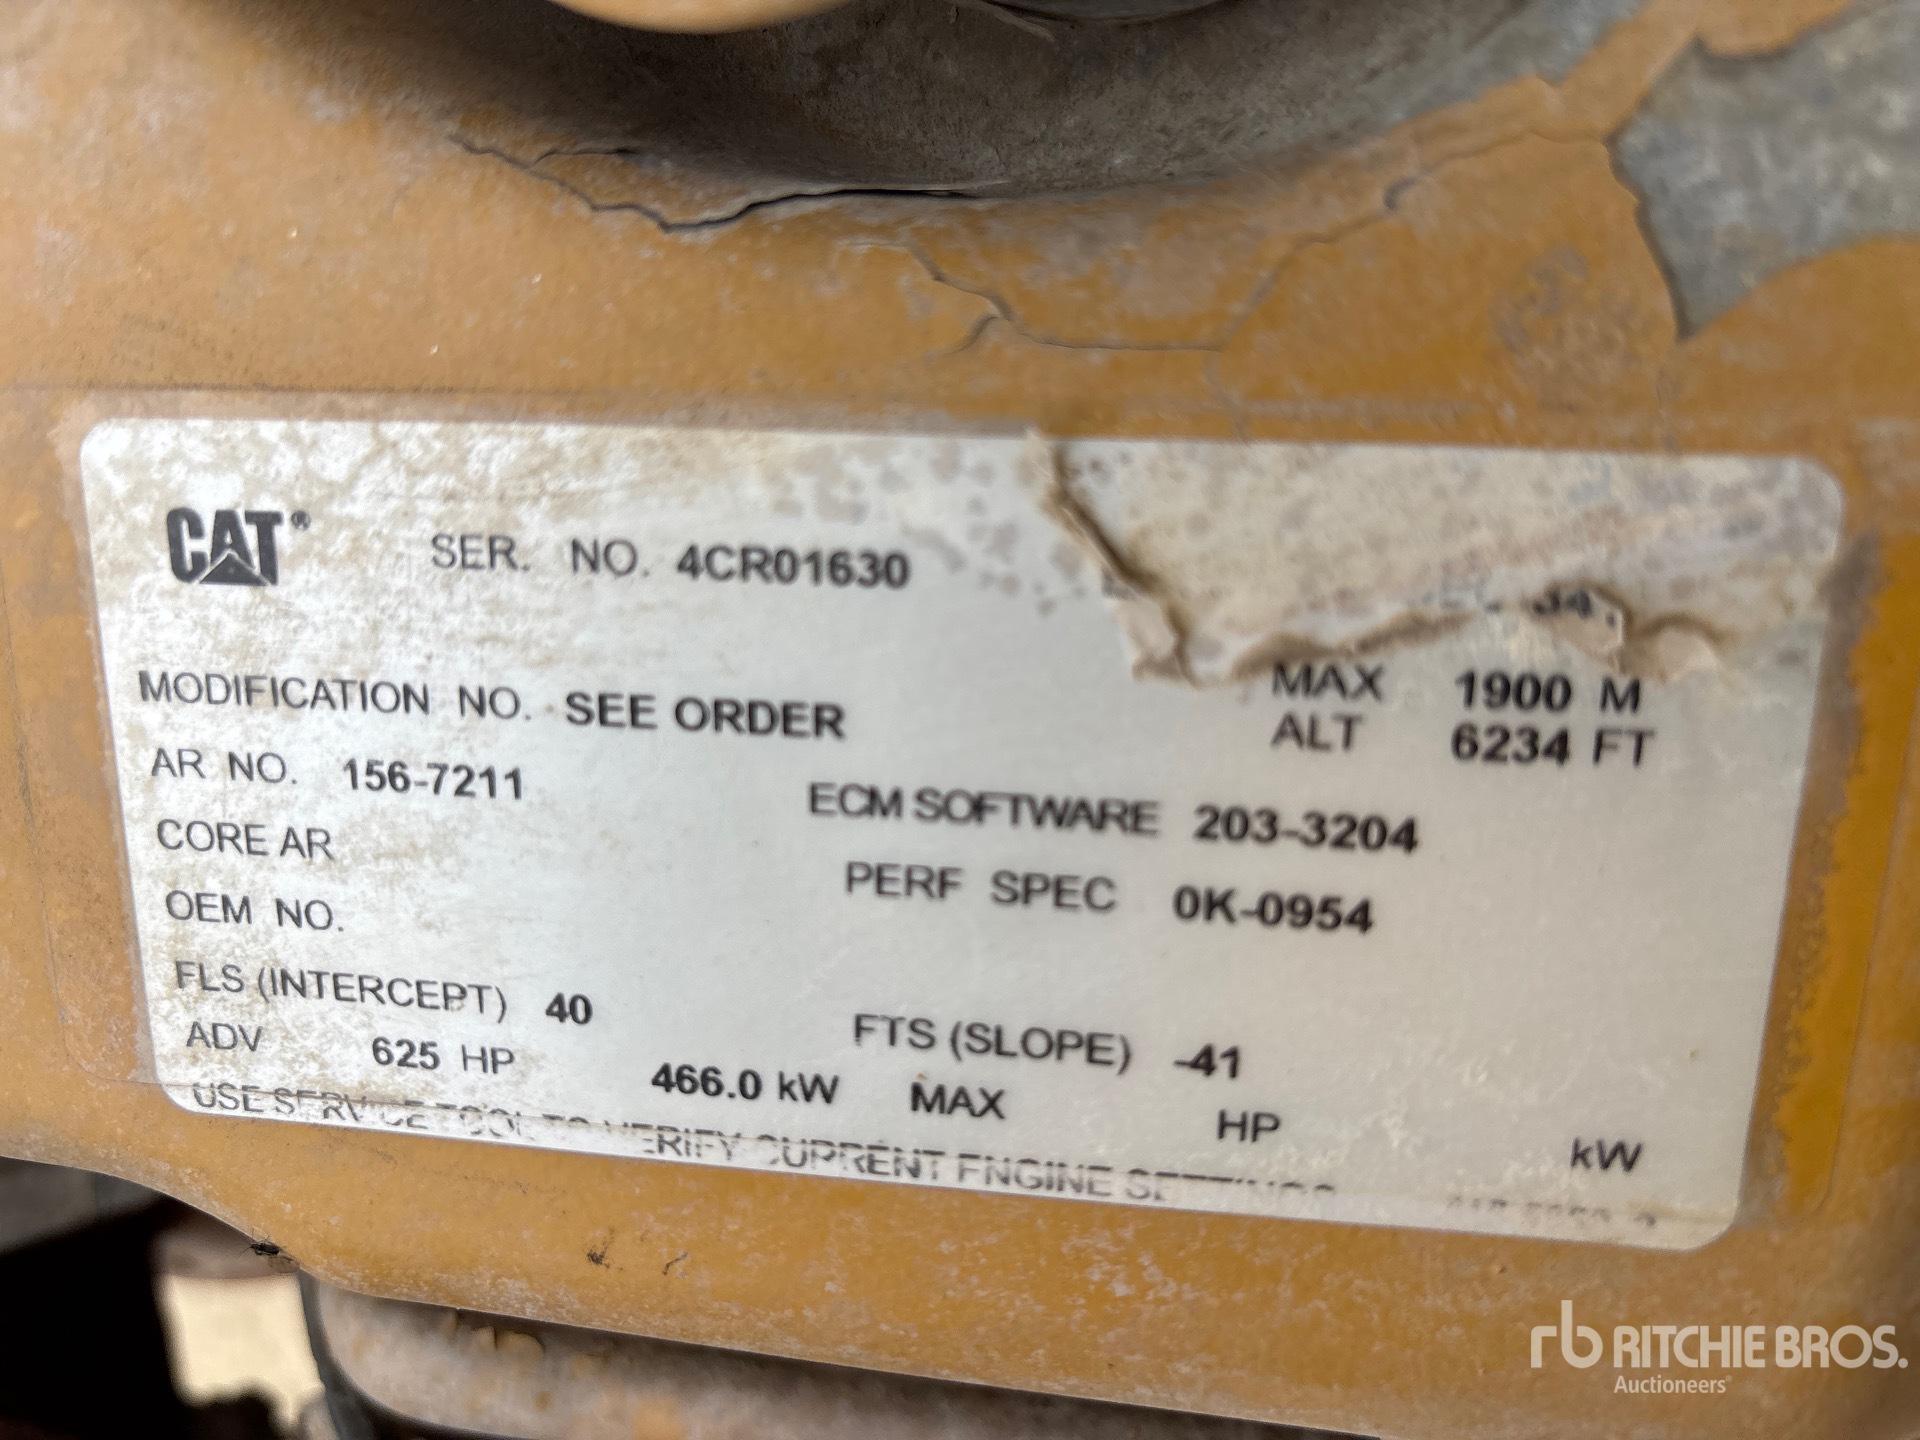 CAT® SER. NO. 4CR01630
MODIFICATION NO. SEE ORDER
MAX 1900 M
ALT 6234 FT
AR NO. 156-7211
ECM SOFTWARE 203-3204
CORE AR
PERF SPEC 0K-0954
OEM NO.
FLS (INTERCEPT) 40
FTS (SLOPE) -41
ADV 625 HP 466.0 kW MAX HP kW
USE SERVICE TOOL TO VERIFY CURRENT ENGINE SETTINGS
rb RITCHIE BROS.
Auctioneers